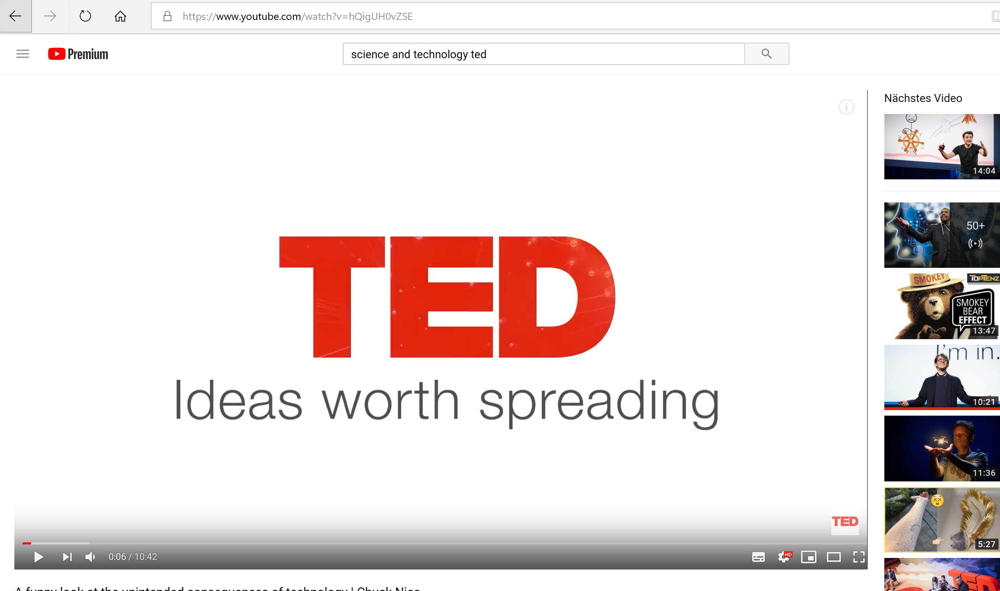 https://www.youtube.com/watch?v=hQigUH0vZSE
Premium
science and technology ted
Nächstes Video
14:04
50+
SMOKEY
TOPTENZ
SMOKEY
BEAR
EFFECT
13:47
I'm in.
10:21
11:36
5:27
TED
TED
Ideas worth spreading
TED
0:06 / 10:42
HD
A funny look at the unintended consequences of technology | Chuck Nice